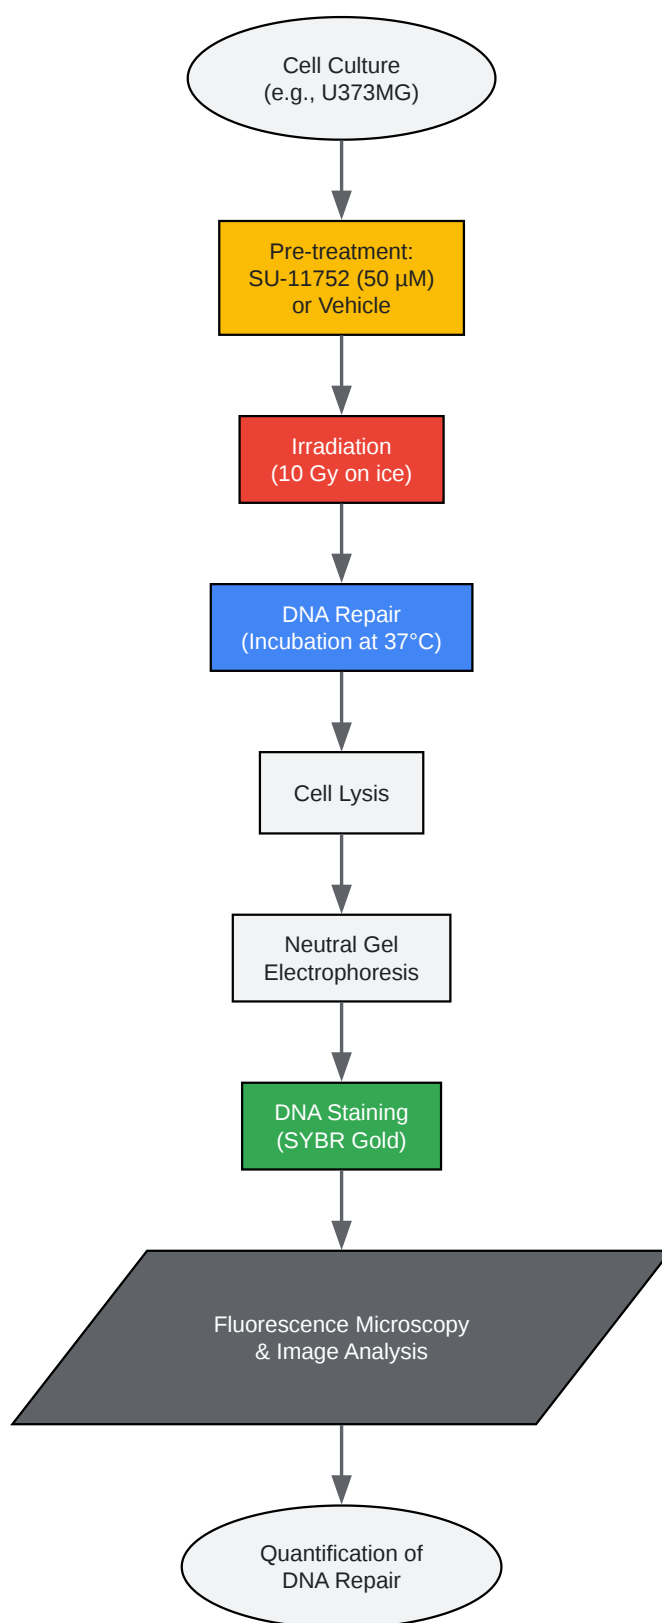 Cell Culture
(e.g., U373MG)
Pre-treatment:
SU-11752 (50 µM)
or Vehicle
Irradiation
(10 Gy on ice)
DNA Repair
(Incubation at 37°C)
Cell Lysis
Neutral Gel
Electrophoresis
DNA Staining
(SYBR Gold)
Fluorescence Microscopy
& Image Analysis
Quantification of
DNA Repair